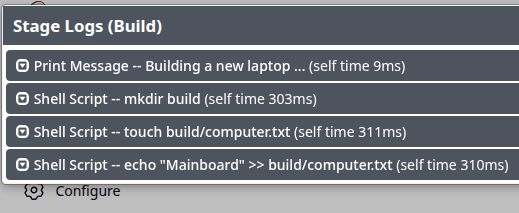 Stage Logs (Build)
Print Message -- Building a new laptop ... (self time 9ms)
Shell Script -- mkdir build (self time 303ms)
Shell Script -- touch build/computer.txt (self time 311ms)
Shell Script -- echo "Mainboard" >> build/computer.txt (self time 310ms)
Configure